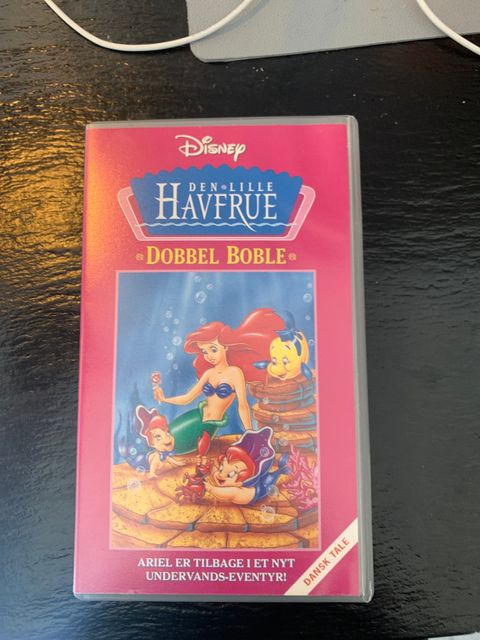 Disney
DEN LILLE
HAVFRUE
DOBBEL BOBLE
ARIEL ER TILBAGE I ET NYT
UNDERVANDS-EVENTYR!
DANSK TALE